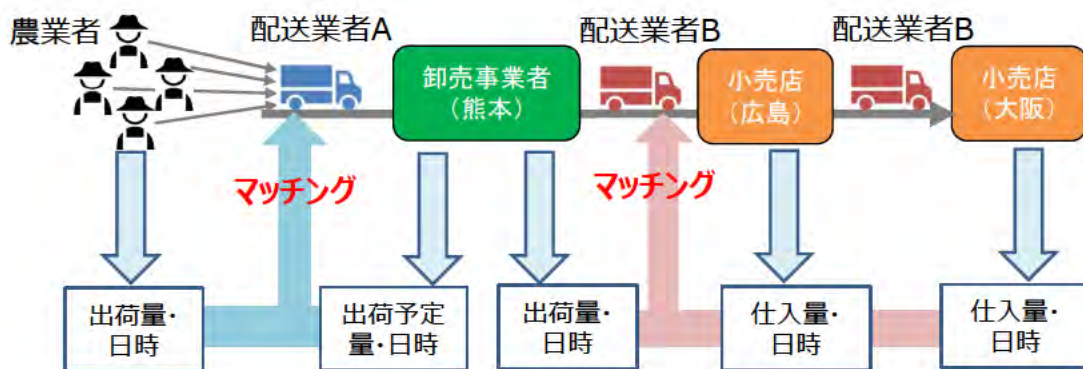 農業者
配送業者A
配送業者B
配送業者B
卸売事業者
（熊本）
小売店
（広島）
小売店
（大阪）
マッチング
マッチング
出荷量・
日時
出荷予定
量・日時
出荷量・
日時
仕入量・
日時
仕入量・
日時